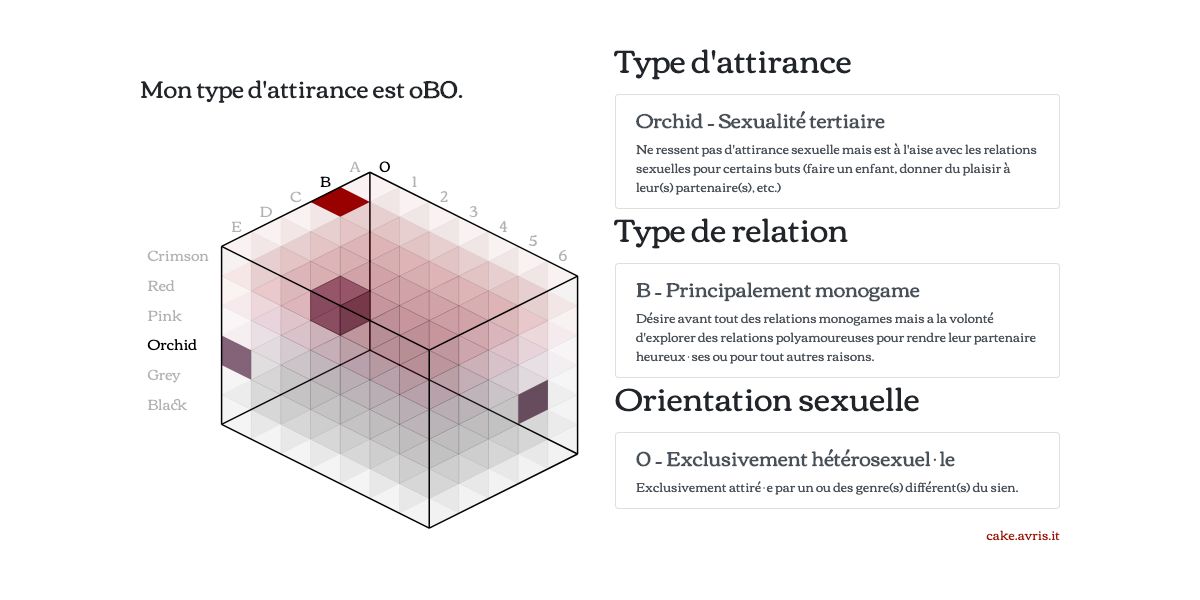 Mon type d'attirance est oB0.
A 0
B 1
C 2
D 3
E 4
5
6
Crimson
Red
Pink
Orchid
Grey
Black
Type d'attirance
Orchid - Sexualité tertiaire
Ne ressent pas d'attirance sexuelle mais est à l'aise avec les relations
sexuelles pour certains buts (faire un enfant, donner du plaisir à
leur(s) partenaire(s), etc.)
Type de relation
B - Principalement monogame
Désire avant tout des relations monogames mais a la volonté
d'explorer des relations polyamoureuses pour rendre leur partenaire
heureux·ses ou pour tout autres raisons.
Orientation sexuelle
0 - Exclusivement hétérosexuel·le
Exclusivement attiré·e par un ou des genre(s) différent(s) du sien.
cake.avris.it